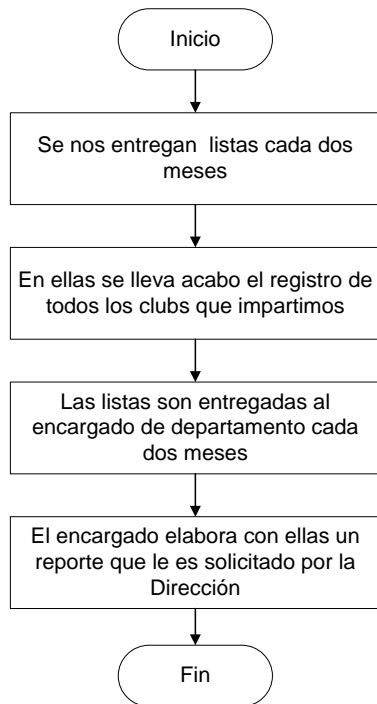 Inicio
Se nos entregan  listas cada dos
meses
En ellas se lleva acabo el registro de
todos los clubs que impartimos
Las listas son entregadas al
encargado de departamento cada
dos meses
El encargado elabora con ellas un
reporte que le es solicitado por la
Dirección
Fin